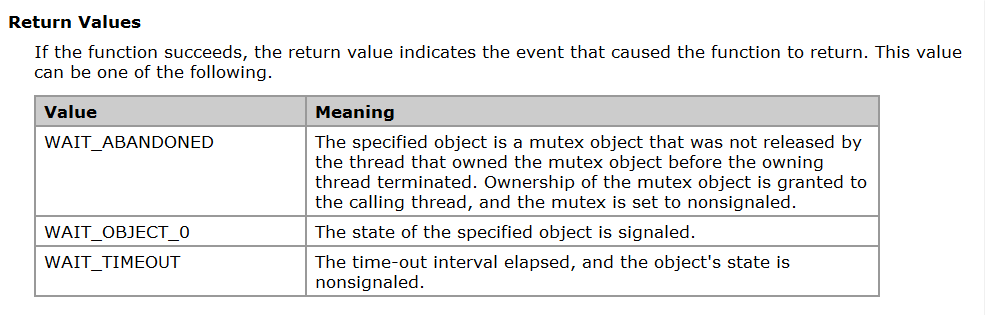 Return Values
If the function succeeds, the return value indicates the event that caused the function to return. This value
can be one of the following.
Value Meaning
WAIT_ABANDONED The specified object is a mutex object that was not released by
the thread that owned the mutex object before the owning
thread terminated. Ownership of the mutex object is granted to
the calling thread, and the mutex is set to nonsignaled.
WAIT_OBJECT_0 The state of the specified object is signaled.
WAIT_TIMEOUT The time-out interval elapsed, and the object's state is
nonsignaled.